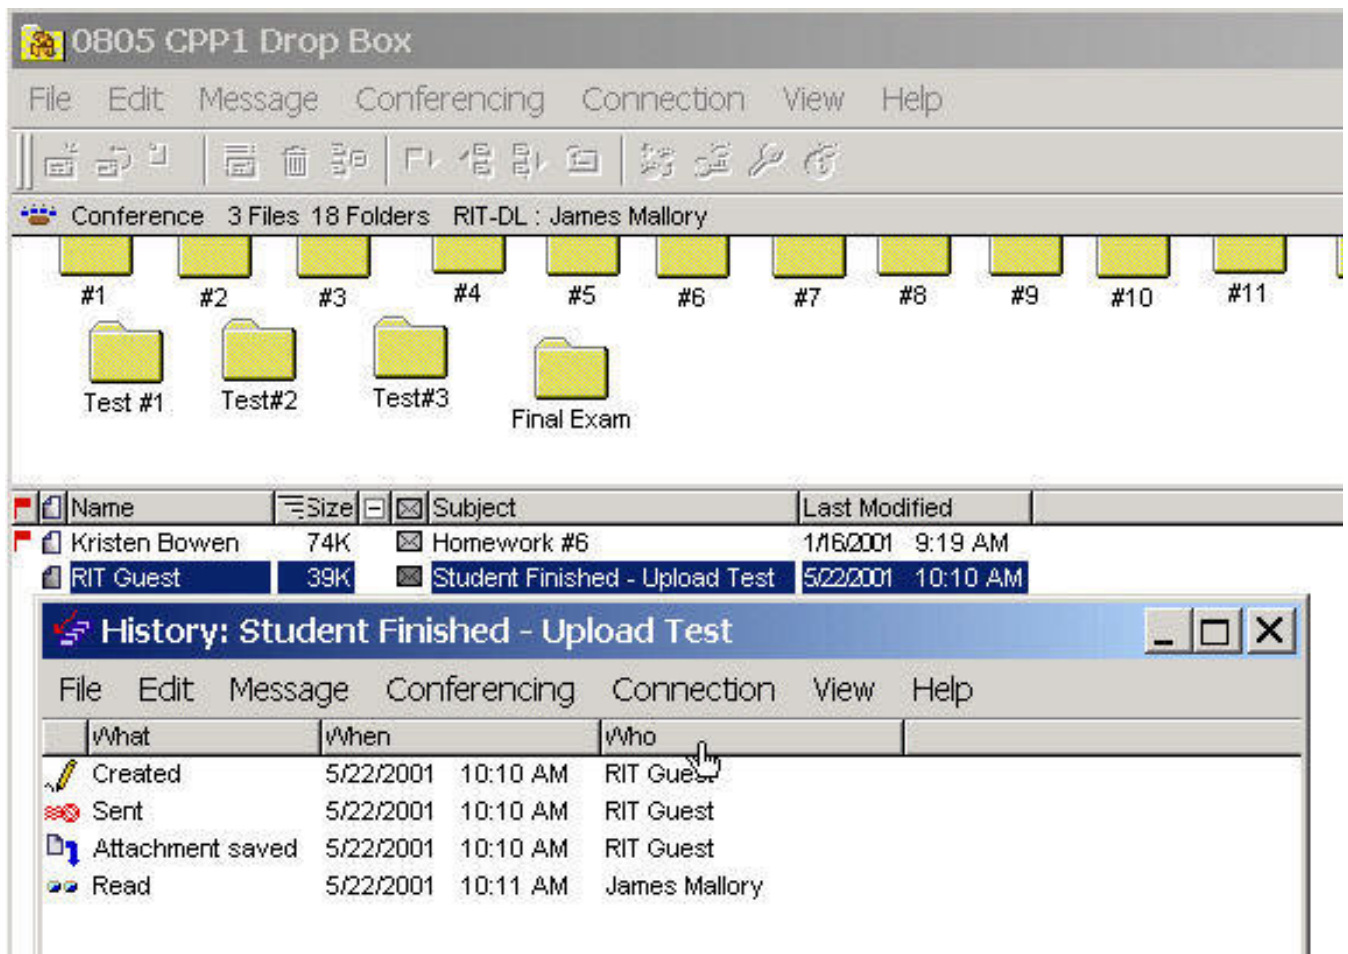 0805 CPP1 Drop Box
File Edit Message Conferencing Connection View Help
Conference 3 Files 18 Folders RIT-DL : James Mallory
#1 #2 #3 #4 #5 #6 #7 #8 #9 #10 #11
Test #1 Test#2 Test#3 Final Exam
Name Size Subject Last Modified
Kristen Bowen 74K Homework #6 1/16/2001 9:19 AM
RIT Guest 39K Student Finished - Upload Test 5/22/2001 10:10 AM
History: Student Finished - Upload Test
File Edit Message Conferencing Connection View Help
What When Who
Created 5/22/2001 10:10 AM RIT Guest
Sent 5/22/2001 10:10 AM RIT Guest
Attachment saved 5/22/2001 10:10 AM RIT Guest
Read 5/22/2001 10:11 AM James Mallory